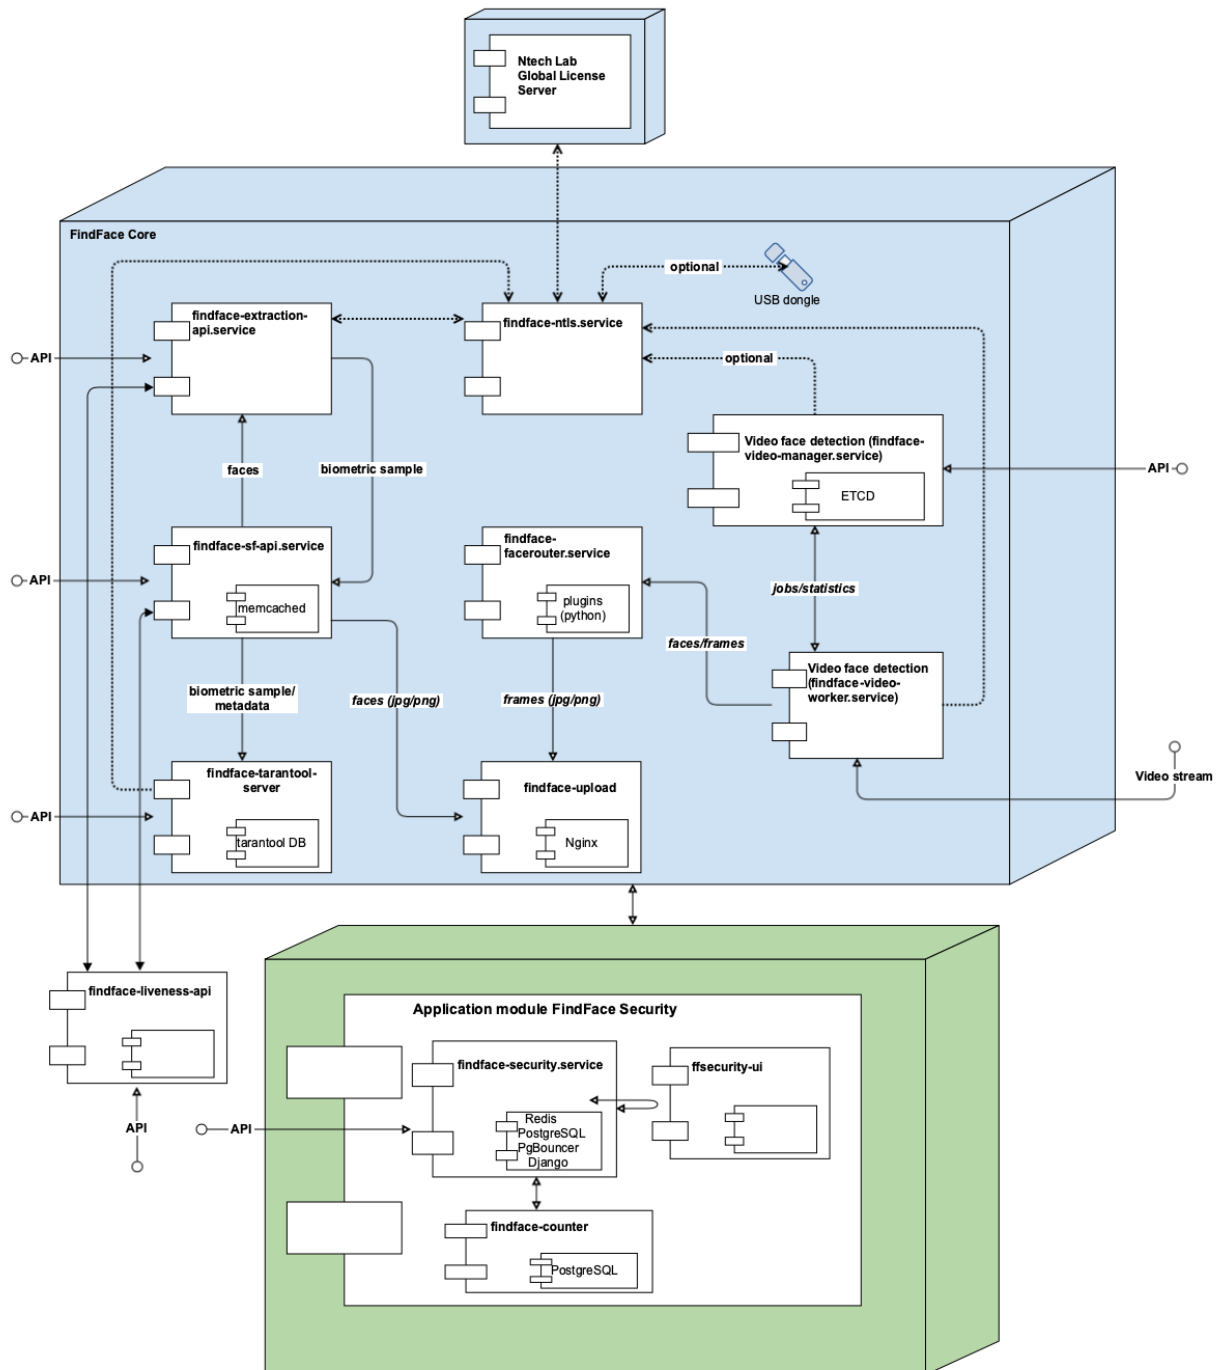 Ntech Lab
Global License
Server
FindFace Core
optional
USB dongle
findface-extraction-
api.service
findface-ntls.service
API
optional
Video face detection (findface-
video-manager.service)
faces
biometric sample
API
ETCD
findface-sf-api.service
findface-
facerouter.service
API
memcached
plugins
(python)
jobs/statistics
faces/frames
biometric sample/
metadata
faces (jpg/png)
frames (jpg/png)
Video face detection
(findface-video-
worker.service)
findface-tarantool-
server
findface-upload
Video stream
API
tarantool DB
Nginx
findface-liveness-api
Application module FindFace Security
findface-security.service
ffsecurity-ui
API
API
Redis
PostgreSQL
PgBouncer
Django
findface-counter
PostgreSQL